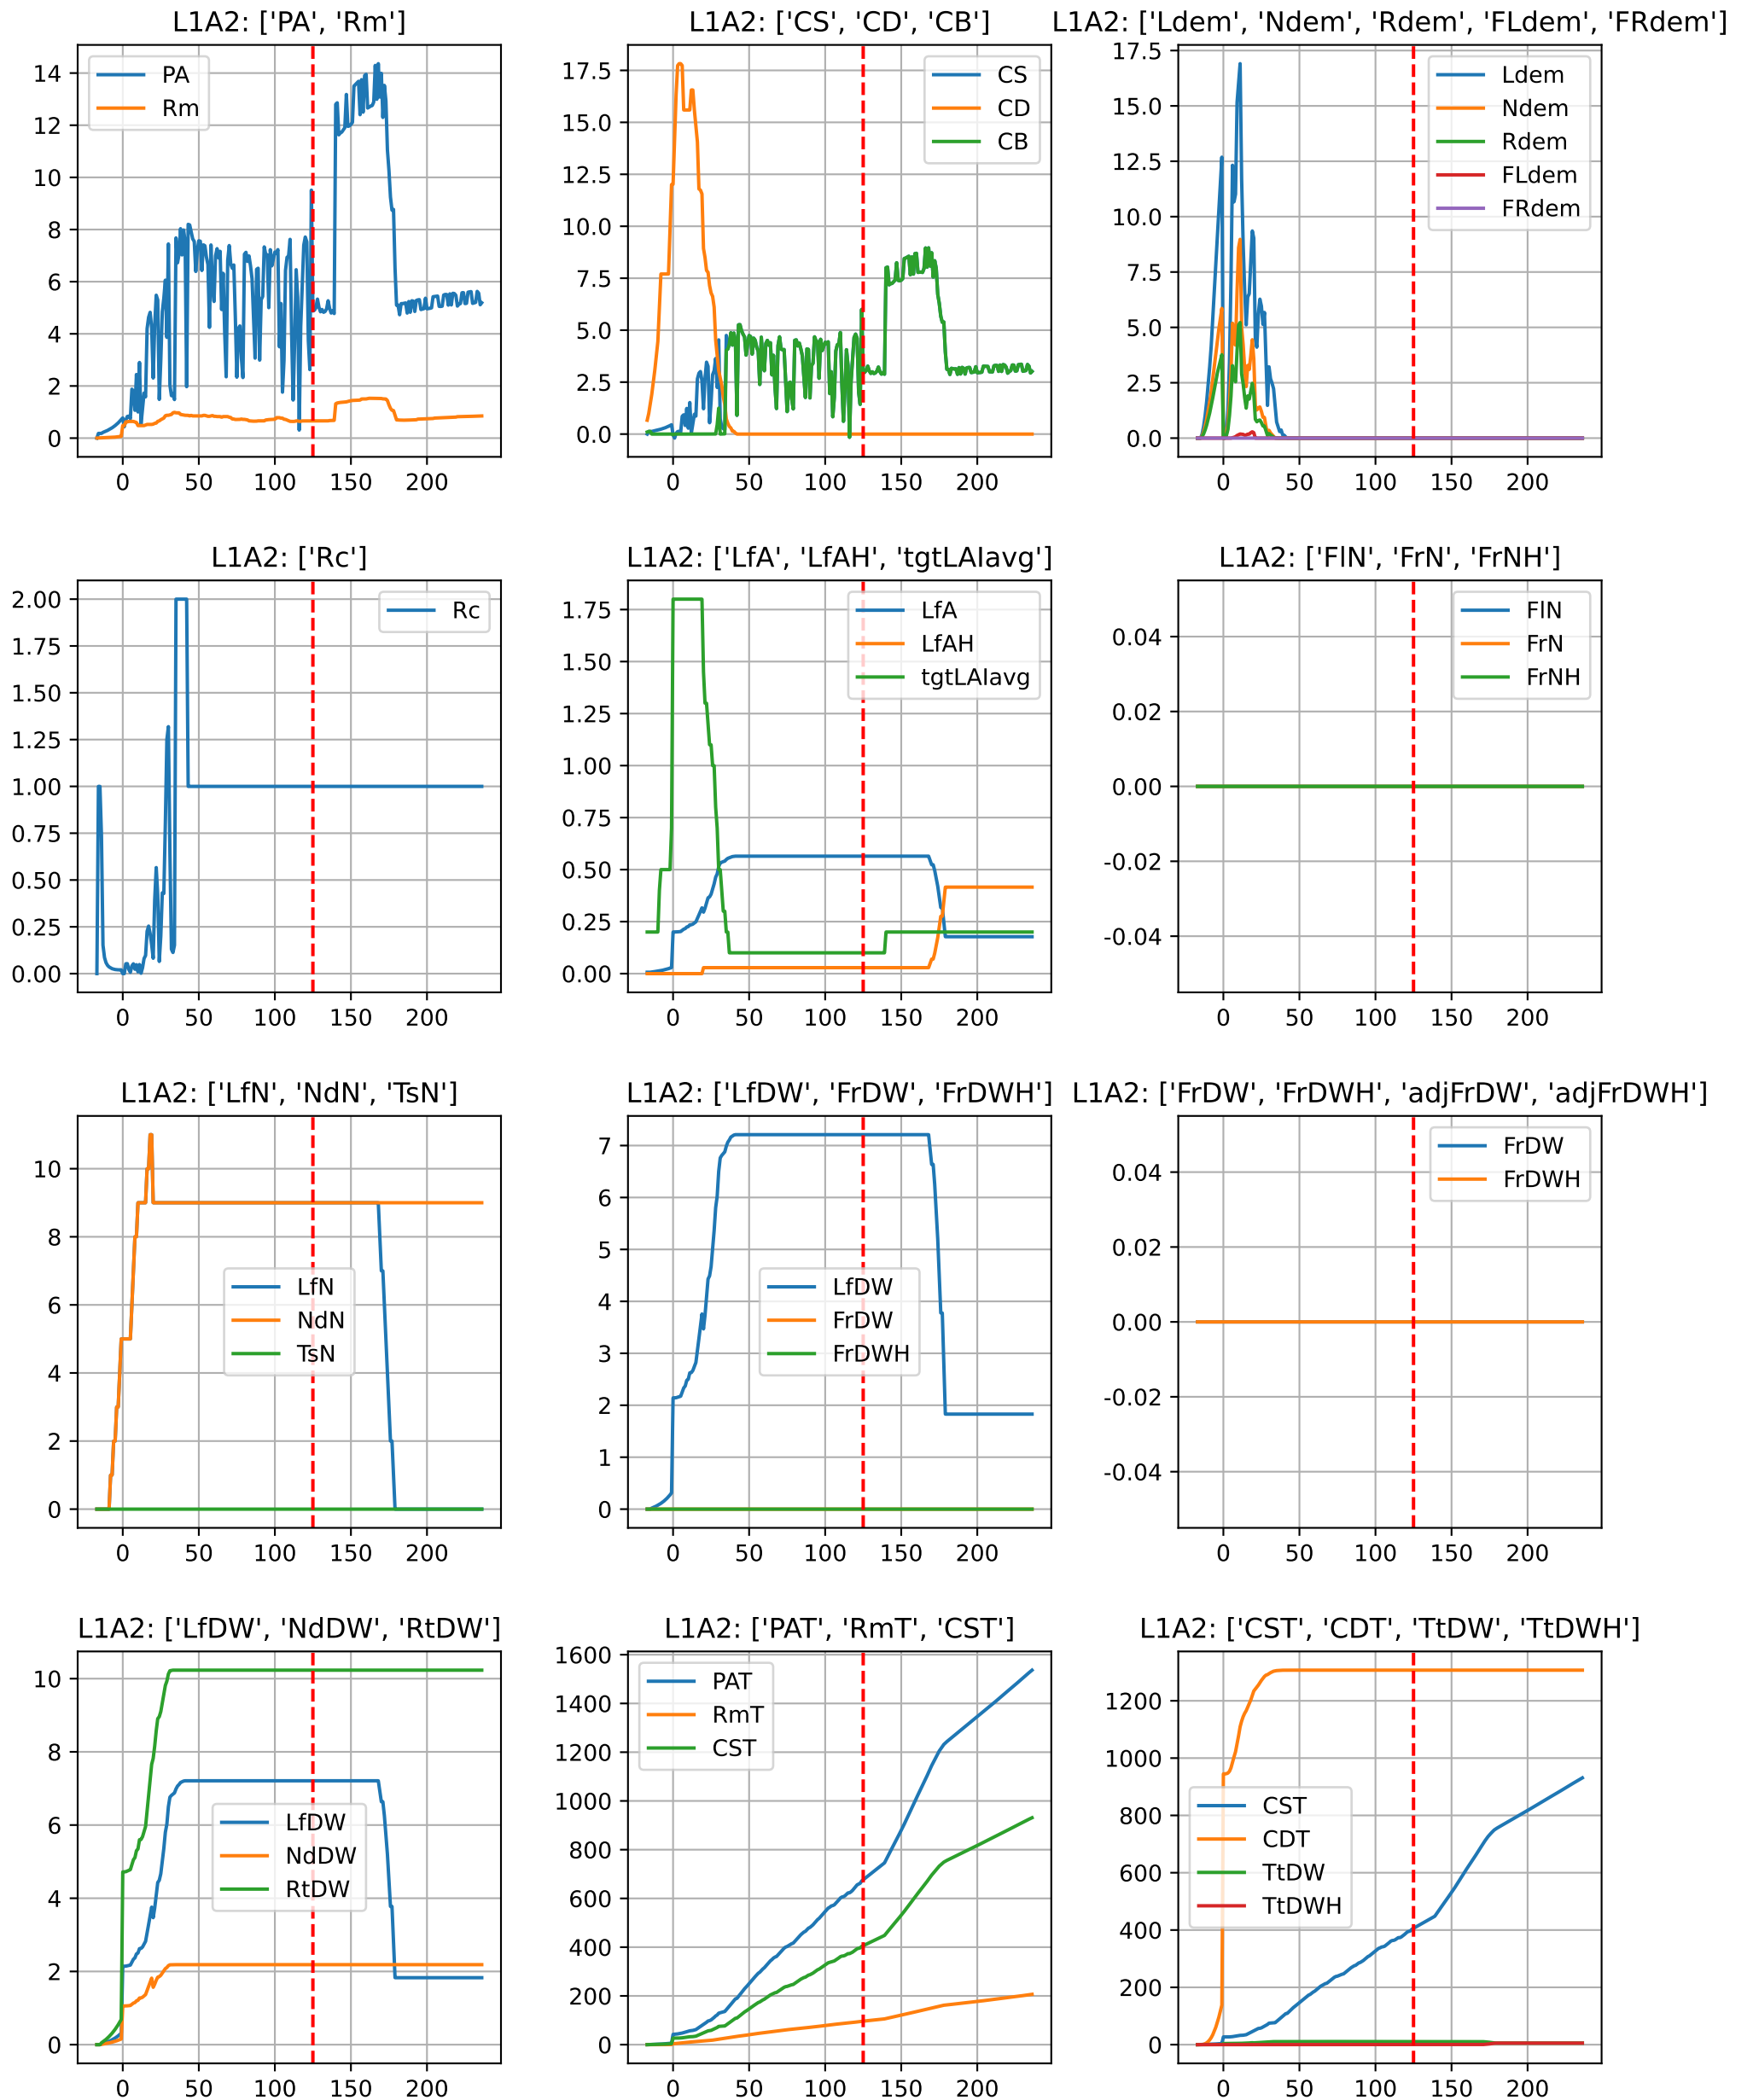 L1A2: ['PA', 'Rm']
14
12
10
8
6
4
2
0
0 50 100 150 200
PA
Rm
L1A2: ['CS', 'CD', 'CB']
17.5
15.0
12.5
10.0
7.5
5.0
2.5
0.0
0 50 100 150 200
CS
CD
CB
L1A2: ['Ldem', 'Ndem', 'Rdem', 'FLdem', 'FRdem']
17.5
15.0
12.5
10.0
7.5
5.0
2.5
0.0
0 50 100 150 200
Ldem
Ndem
Rdem
FLdem
FRdem
L1A2: ['Rc']
2.00
1.75
1.50
1.25
1.00
0.75
0.50
0.25
0.00
0 50 100 150 200
Rc
L1A2: ['LfA', 'LfAH', 'tgtLAIavg']
1.75
1.50
1.25
1.00
0.75
0.50
0.25
0.00
0 50 100 150 200
LfA
LfAH
tgtLAIavg
L1A2: ['FlN', 'FrN', 'FrNH']
0.04
0.02
0.00
-0.02
-0.04
0 50 100 150 200
FlN
FrN
FrNH
L1A2: ['LfN', 'NdN', 'TsN']
10
8
6
4
2
0
0 50 100 150 200
LfN
NdN
TsN
L1A2: ['LfDW', 'FrDW', 'FrDWH']
7
6
5
4
3
2
1
0
0 50 100 150 200
LfDW
FrDW
FrDWH
L1A2: ['FrDW', 'FrDWH', 'adjFrDW', 'adjFrDWH']
0.04
0.02
0.00
-0.02
-0.04
0 50 100 150 200
FrDW
FrDWH
L1A2: ['LfDW', 'NdDW', 'RtDW']
10
8
6
4
2
0
0 50 100 150 200
LfDW
NdDW
RtDW
L1A2: ['PAT', 'RmT', 'CST']
1600
1400
1200
1000
800
600
400
200
0
0 50 100 150 200
PAT
RmT
CST
L1A2: ['CST', 'CDT', 'TtDW', 'TtDWH']
1200
1000
800
600
400
200
0
0 50 100 150 200
CST
CDT
TtDW
TtDWH